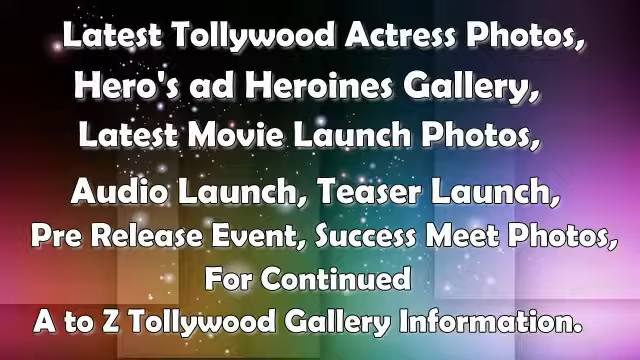 Latest Tollywood Actress Photos,
Hero's ad Heroines Gallery,
Latest Movie Launch Photos,
Audio Launch, Teaser Launch,
Pre Release Event, Success Meet Photos,
For Continued
A to Z Tollywood Gallery Information.